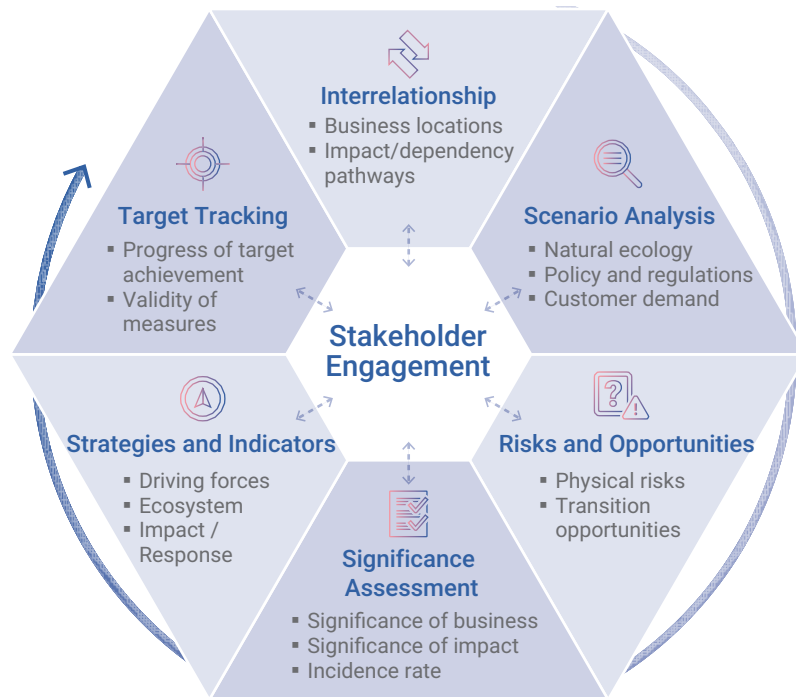 Interrelationship
▪ Business locations
▪ Impact/dependency
pathways
Scenario Analysis
▪ Natural ecology
▪ Policy and regulations
▪ Customer demand
Risks and Opportunities
▪ Physical risks
▪ Transition
opportunities
Significance
Assessment
▪ Significance of business
▪ Significance of impact
▪ Incidence rate
Strategies and Indicators
▪ Driving forces
▪ Ecosystem
▪ Impact /
Response
Target Tracking
▪ Progress of target
achievement
▪ Validity of
measures
Stakeholder
Engagement